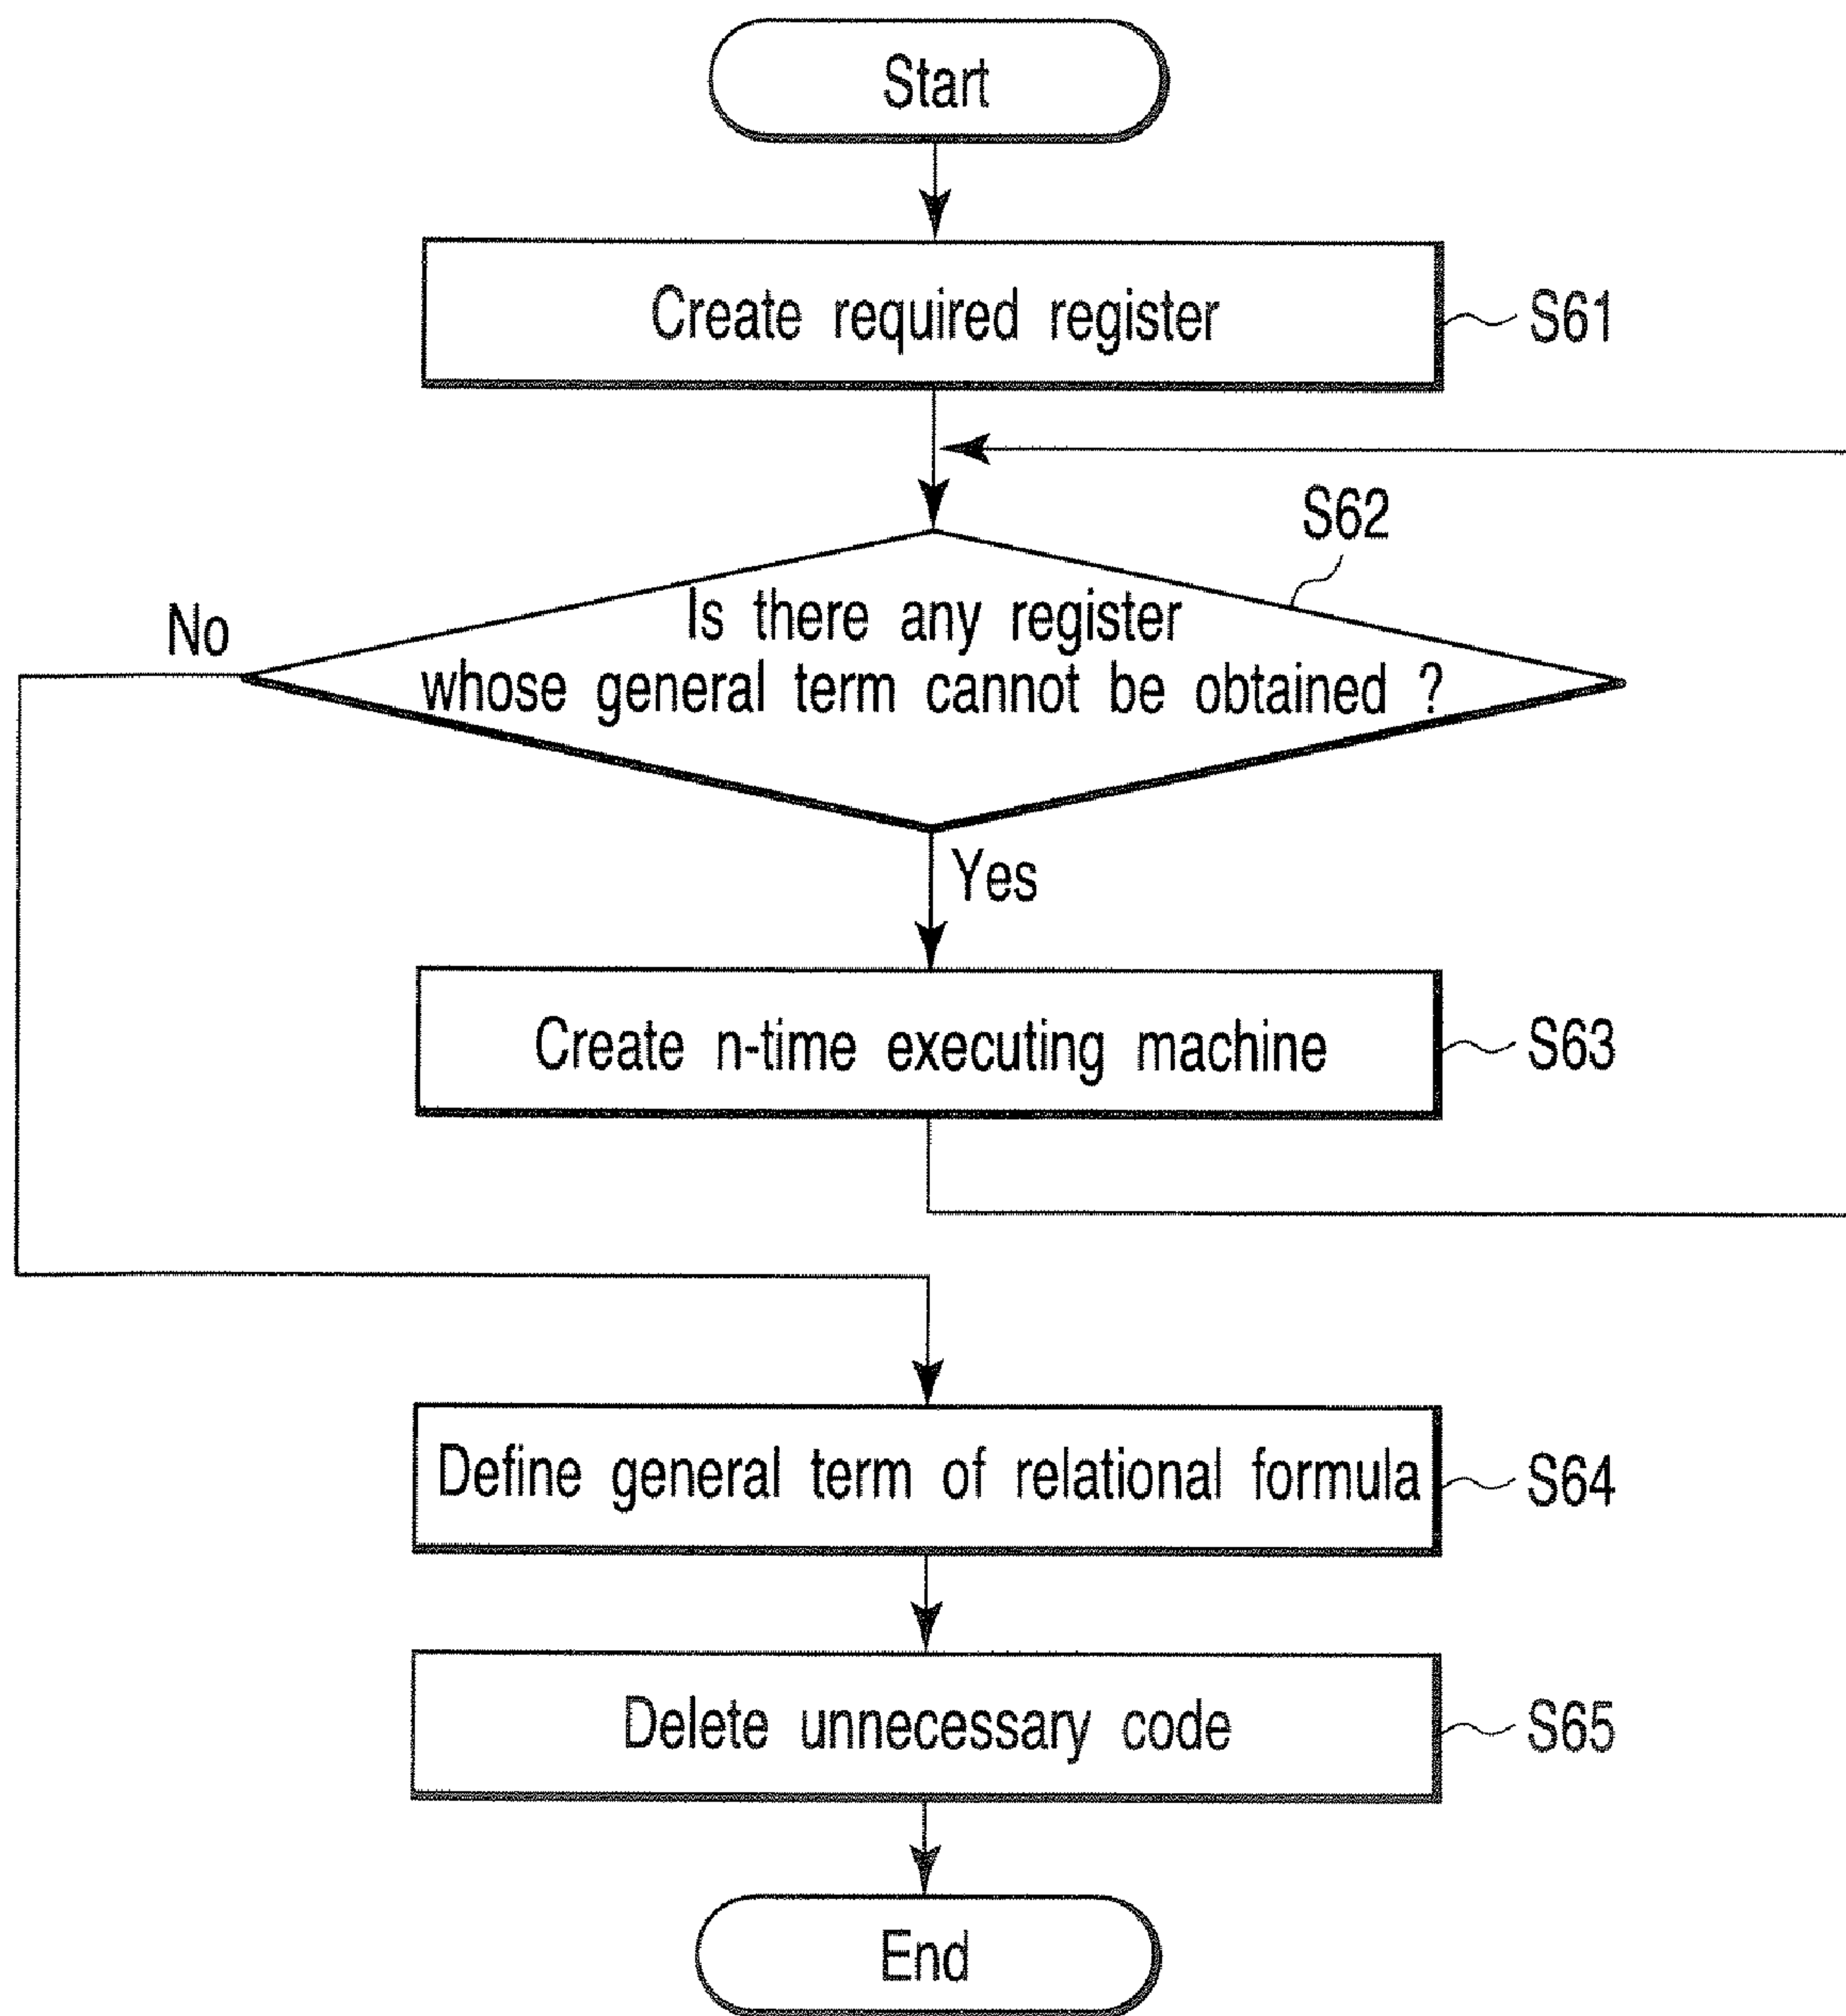 Start
Create required register
S61
S62
Is there any register
whose general term cannot be obtained ?
No
Yes
Create n-time executing machine
S63
Define general term of relational formula
S64
Delete unnecessary code
S65
End